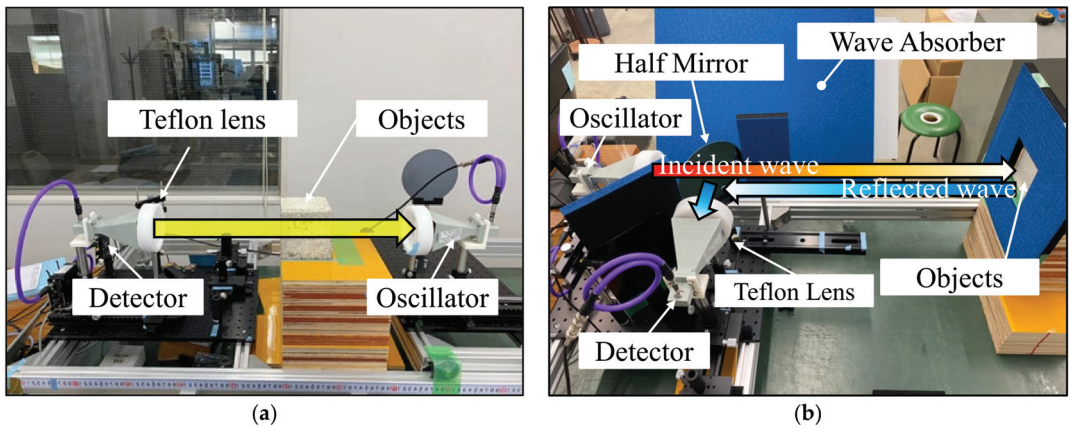 Teflon lens
Objects
Detector
Oscillator
(a)
Wave Absorber
Half Mirror
Oscillator
Incident wave
Reflected wave
Objects
Teflon Lens
Detector
(b)